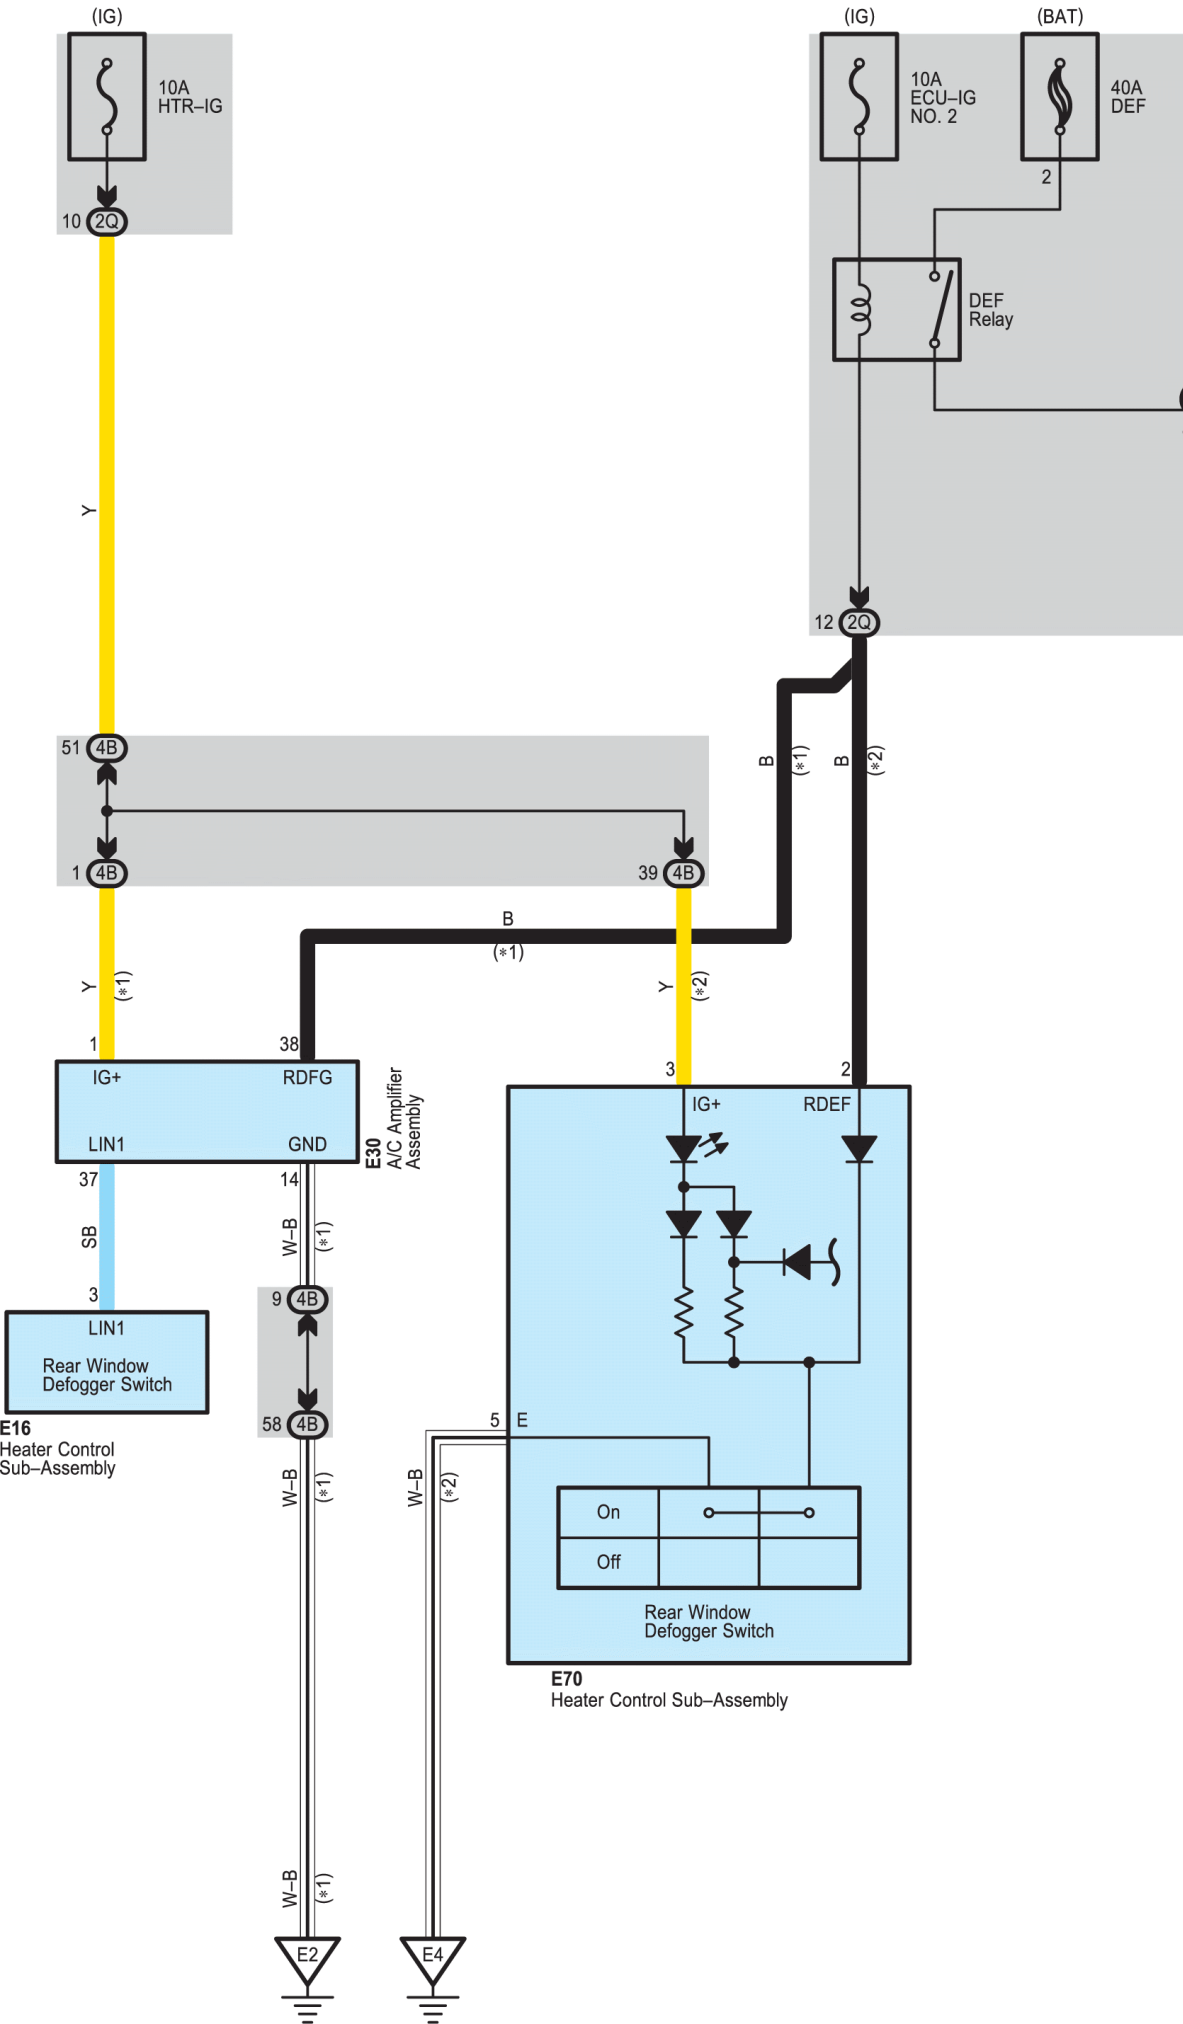 (IG)
(IG)
(BAT)
10A
HTR–IG
10A
ECU–IG
NO. 2
40A
DEF
2
10 2Q
DEF
Relay
Y
12 2Q
51 4B
B
(*1)
B
(*2)
1 4B
39 4B
B
(*1)
Y
(*1)
Y
(*2)
1
38
3
2
IG+
RDFG
LIN1
GND
E30
A/C Amplifier
Assembly
IG+
RDEF
37
14
SB
W–B
(*1)
3
9 4B
LIN1
Rear Window
Defogger Switch
E16
Heater Control
Sub–Assembly
58 4B
5
E
W–B
(*1)
W–B
(*2)
On
Off
Rear Window
Defogger Switch
E70
Heater Control Sub–Assembly
W–B
(*1)
E2
E4